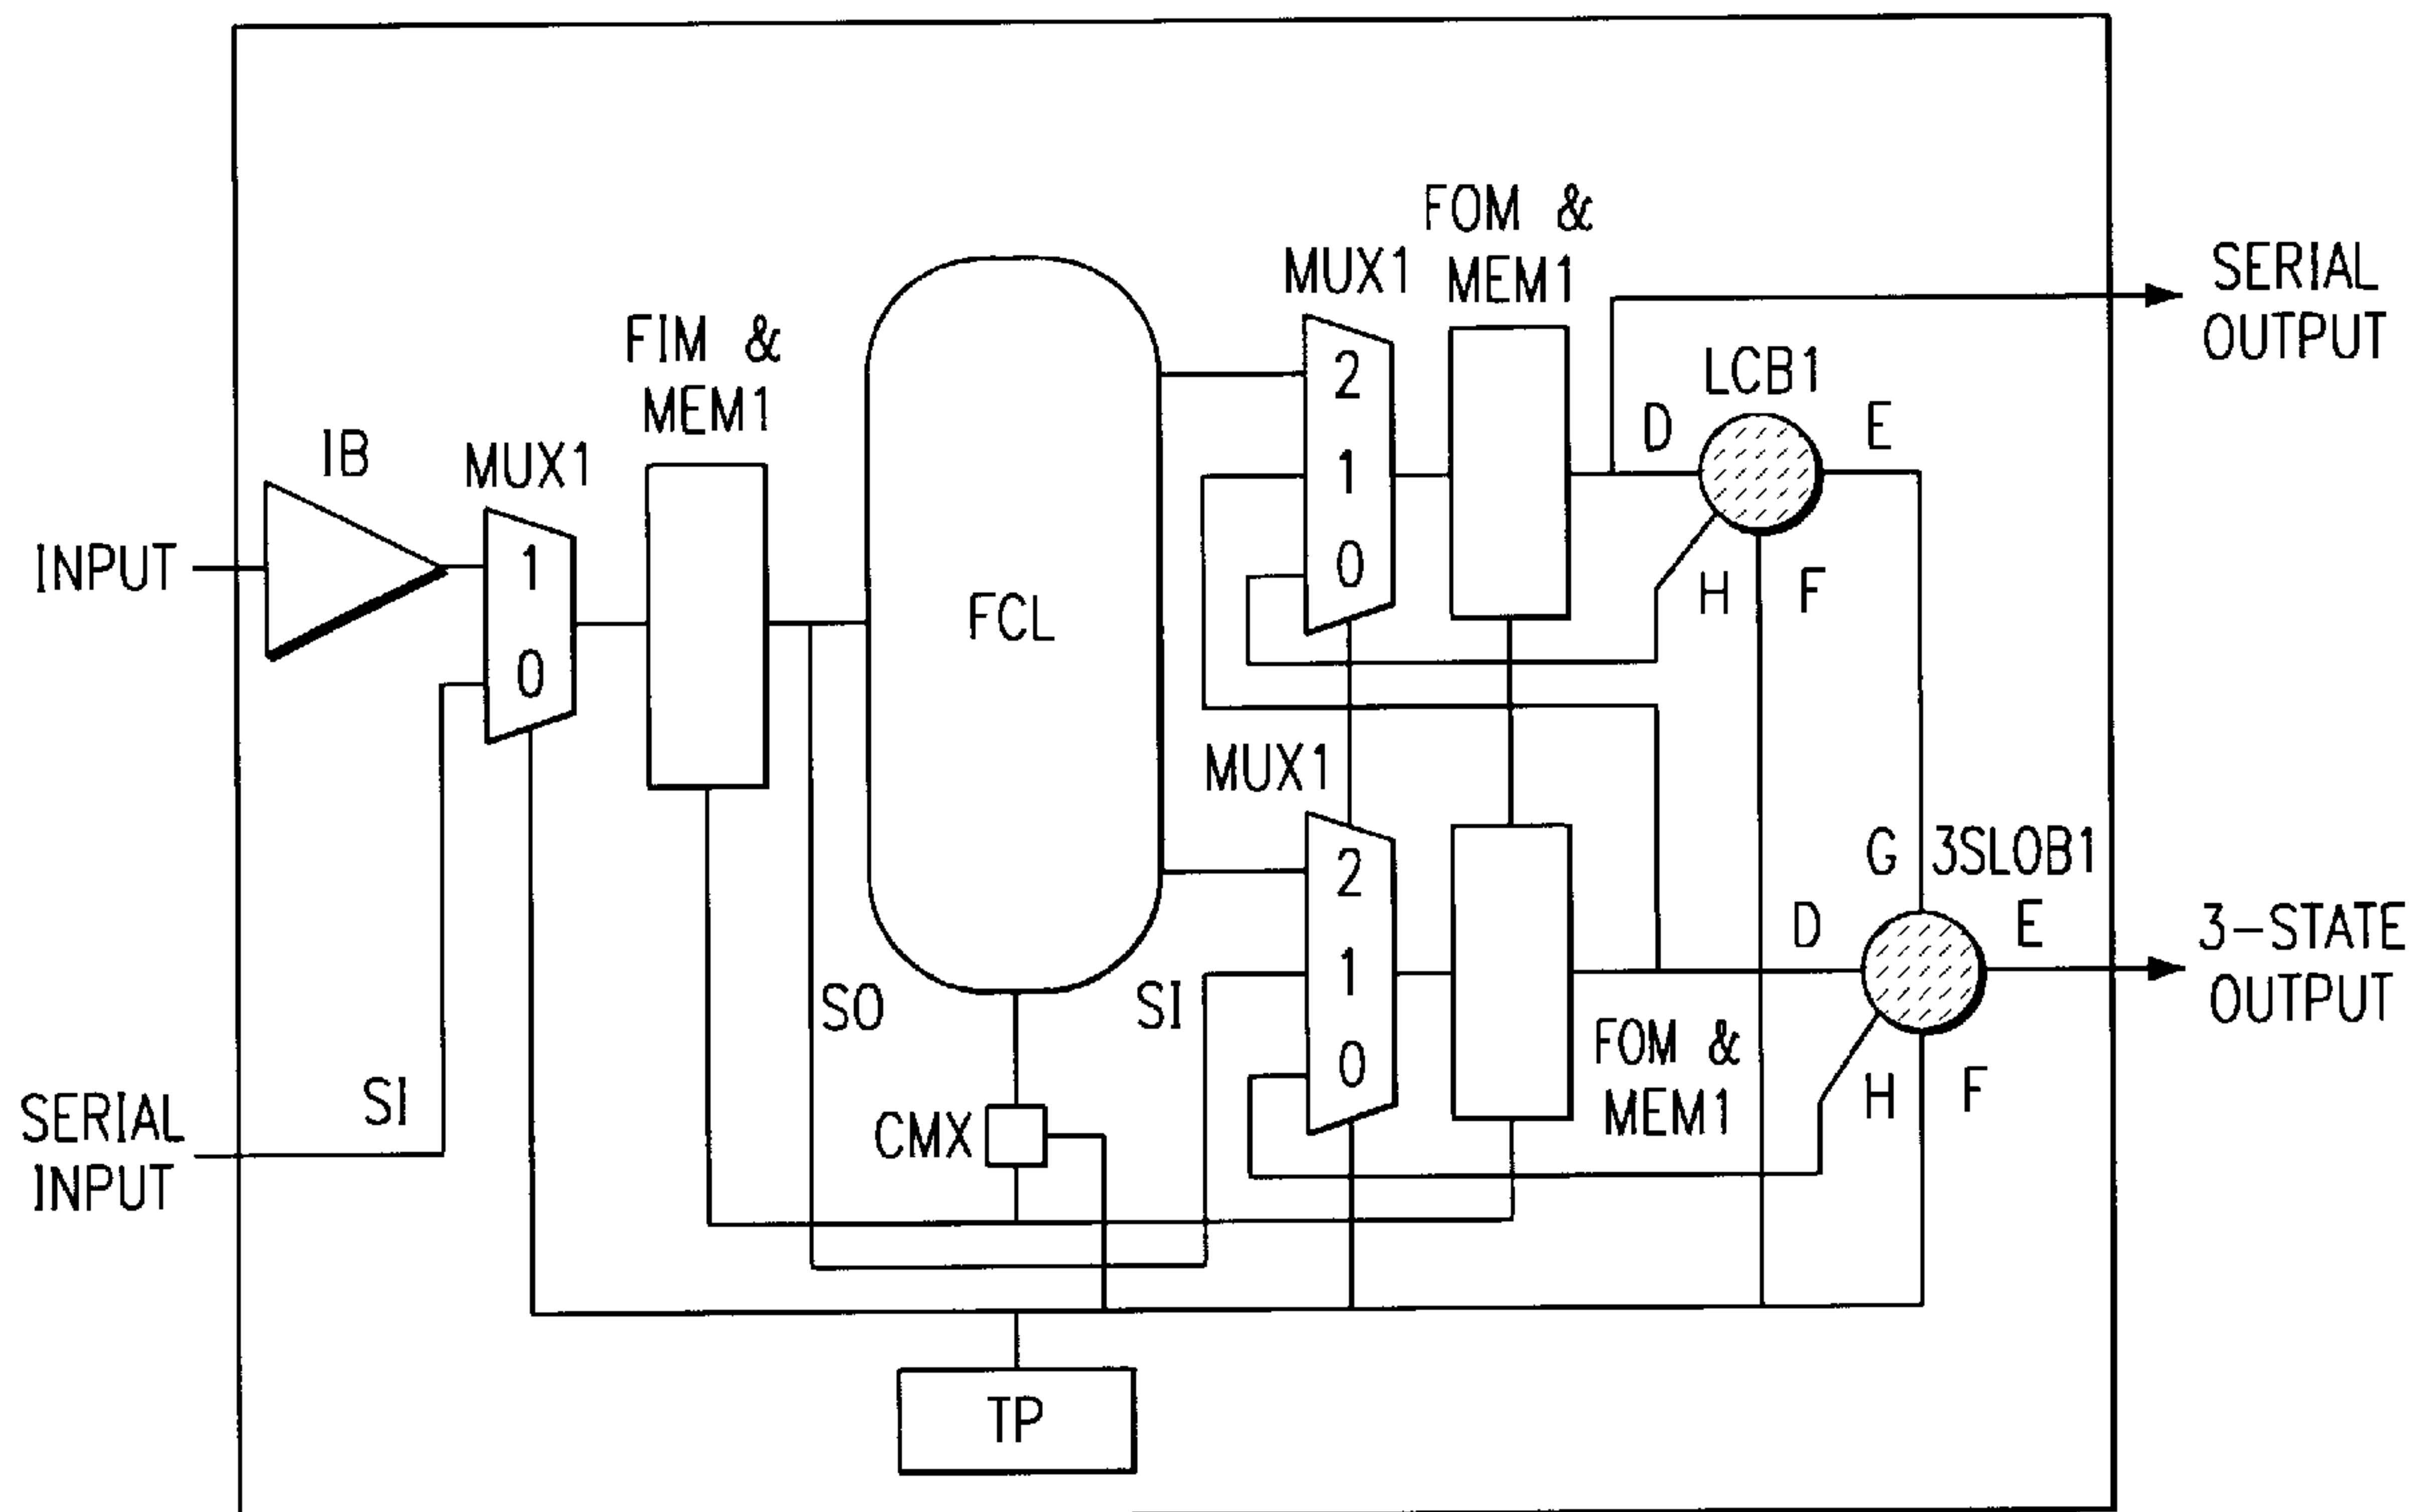 FOM &
MEM1
MUX1
SERIAL
OUTPUT
FIM &
MEM1
2
LCB1
D
E
IB
MUX1
1
INPUT
1
0
FCL
H
F
0
MUX1
G
3SLOB1
2
D
E
3-STATE
OUTPUT
SO
SI
1
FOM &
MEM1
0
H
F
SI
SERIAL
INPUT
CMX
TP